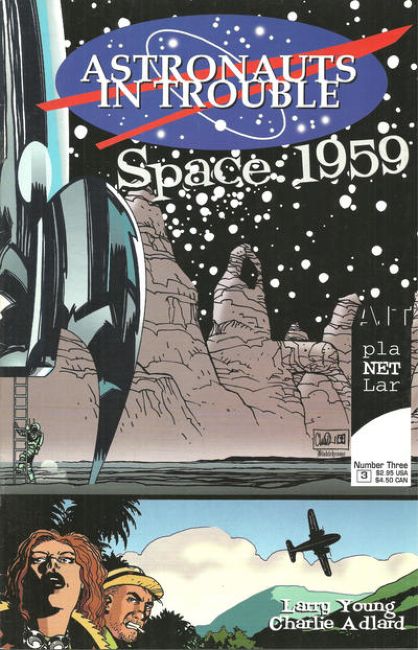 ASTRONAUTS
IN TROUBLE
Space: 1959
AiT
pla
NET
Lar
Number Three
3
$2.95 USA
$4.50 CAN
Larry Young
Charlie Adlard